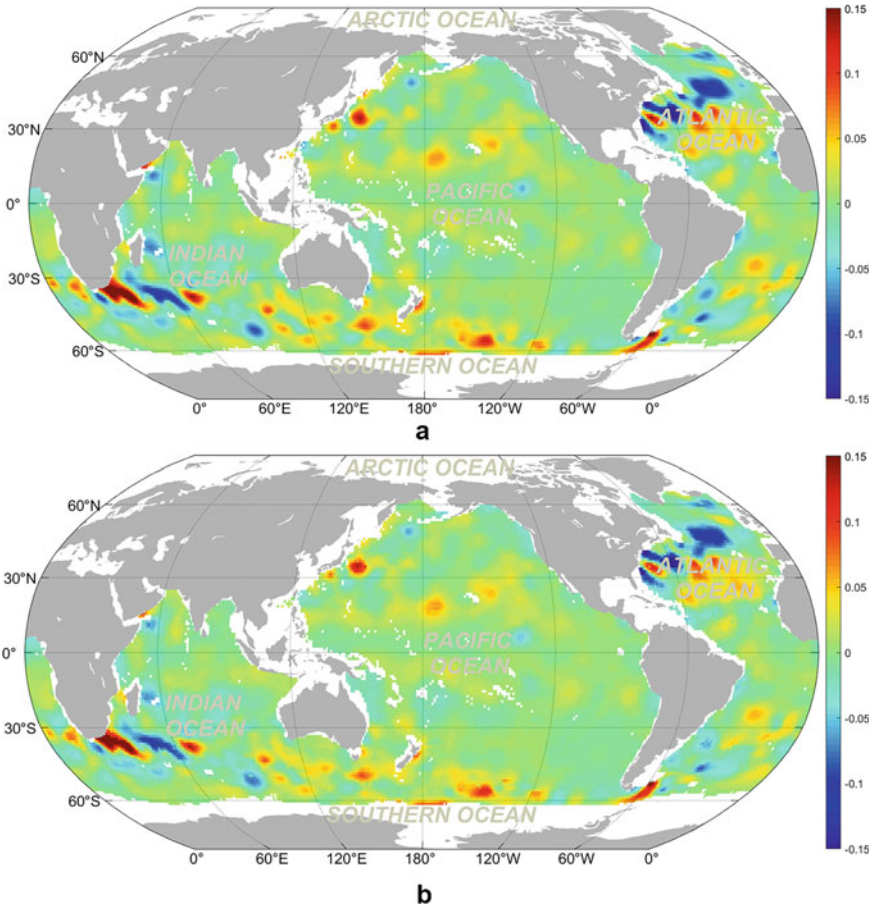 ARCTIC OCEAN
0.15
60°N
0.1
30°N
ATLANTIC
OCEAN
0.05
0°
PACIFIC
OCEAN
0
INDIAN
OCEAN
30°S
-0.05
60°S
-0.1
SOUTHERN OCEAN
-0.15
0° 60°E 120°E 180° 120°W 60°W 0°
a
ARCTIC OCEAN
0.15
60°N
0.1
30°N
ATLANTIC
OCEAN
0.05
0°
PACIFIC
OCEAN
0
INDIAN
OCEAN
30°S
-0.05
60°S
-0.1
SOUTHERN OCEAN
-0.15
0° 60°E 120°E 180° 120°W 60°W 0°
b